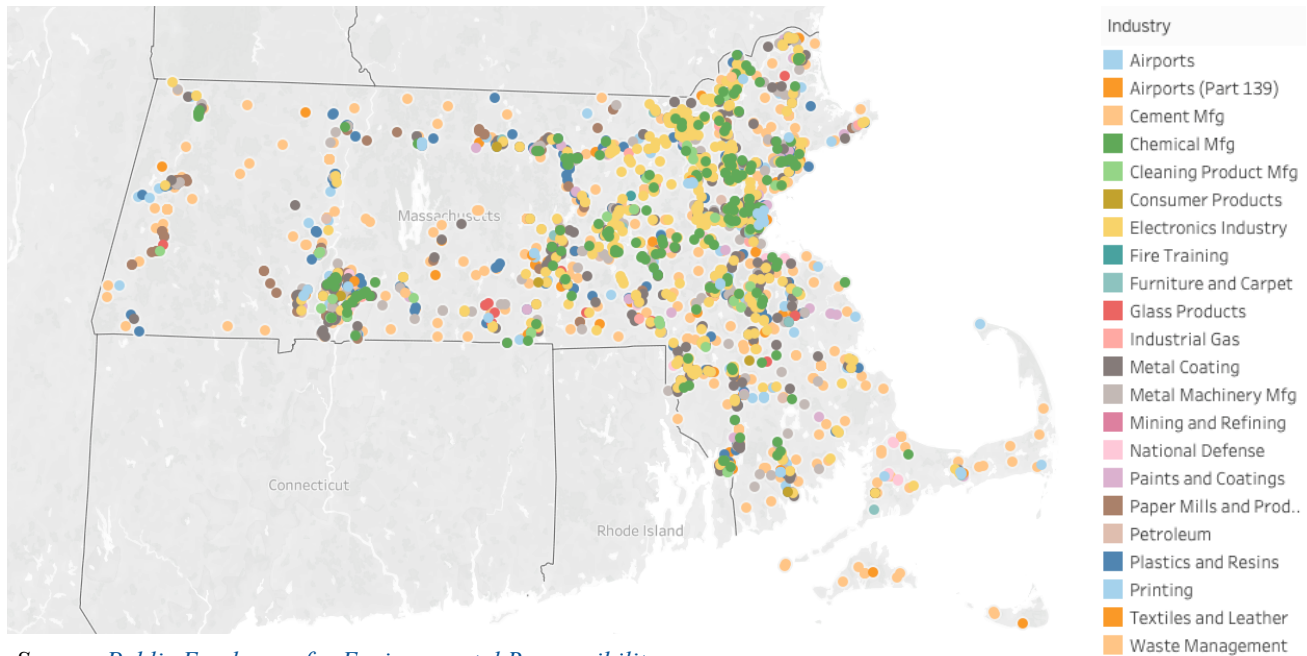 Industry
Airports
Airports (Part 139)
Cement Mfg
Chemical Mfg
Cleaning Product Mfg
Consumer Products
Electronics Industry
Fire Training
Furniture and Carpet
Glass Products
Industrial Gas
Metal Coating
Metal Machinery Mfg
Mining and Refining
National Defense
Paints and Coatings
Paper Mills and Prod..
Petroleum
Plastics and Resins
Printing
Textiles and Leather
Waste Management
Massachusetts
Connecticut
Rhode Island